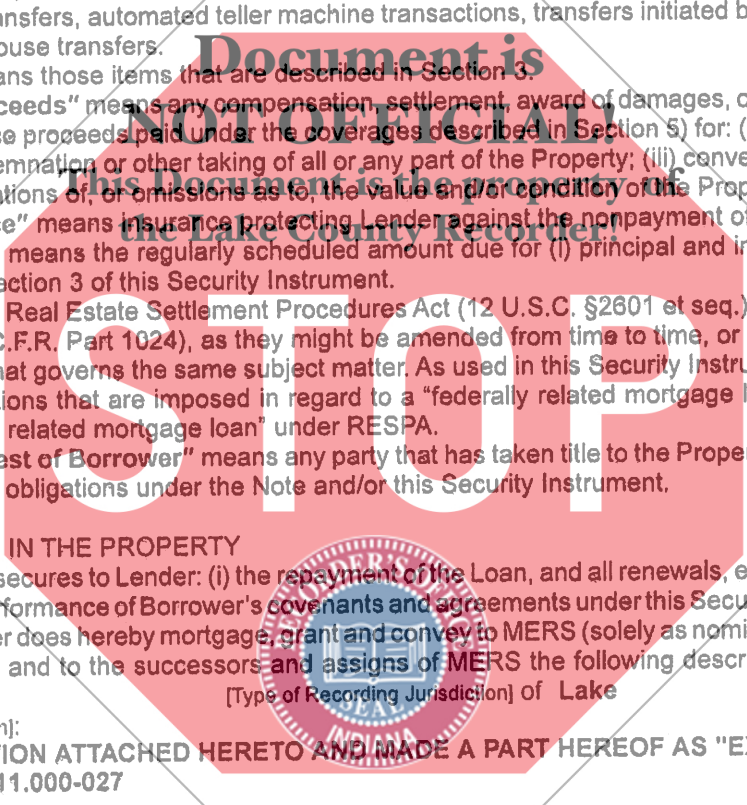 ansfers, automated teller machine transactions, transfers initiated b
ouse transfers.
Document is
ans those items that are described in Section 3.
ceeds" means any compensation, settlement, award of damages, o
NOT OFFICIAL!
se proceeds paid under the coverages described in Section 5) for: (
emnation or other taking of all or any part of the Property; (iii) conve
This Document is the property of
ations of, or omissions as to, the value and/or condition of the Prop
ce" means insurance protecting Lender against the nonpayment of
the Lake County Recorder!
means the regularly scheduled amount due for (i) principal and in
ection 3 of this Security Instrument.
Real Estate Settlement Procedures Act (12 U.S.C. §2601 et seq.)
C.F.R. Part 1024), as they might be amended from time to time, or
hat governs the same subject matter. As used in this Security Instru
tions that are imposed in regard to a "federally related mortgage l
related mortgage loan" under RESPA.
STOP
est of Borrower" means any party that has taken title to the Proper
obligations under the Note and/or this Security Instrument.
IN THE PROPERTY
secures to Lender: (i) the repayment of the Loan, and all renewals, e
formance of Borrower's covenants and agreements under this Secu
er does hereby mortgage, grant and convey to MERS (solely as nomi
and to the successors and assigns of MERS the following descr
[Type of Recording Jurisdiction] of Lake
n]:
TION ATTACHED HERETO AND MADE A PART HEREOF AS "EX
11.000-027
RECORDER'S OFFICE
SEAL
INDIANA